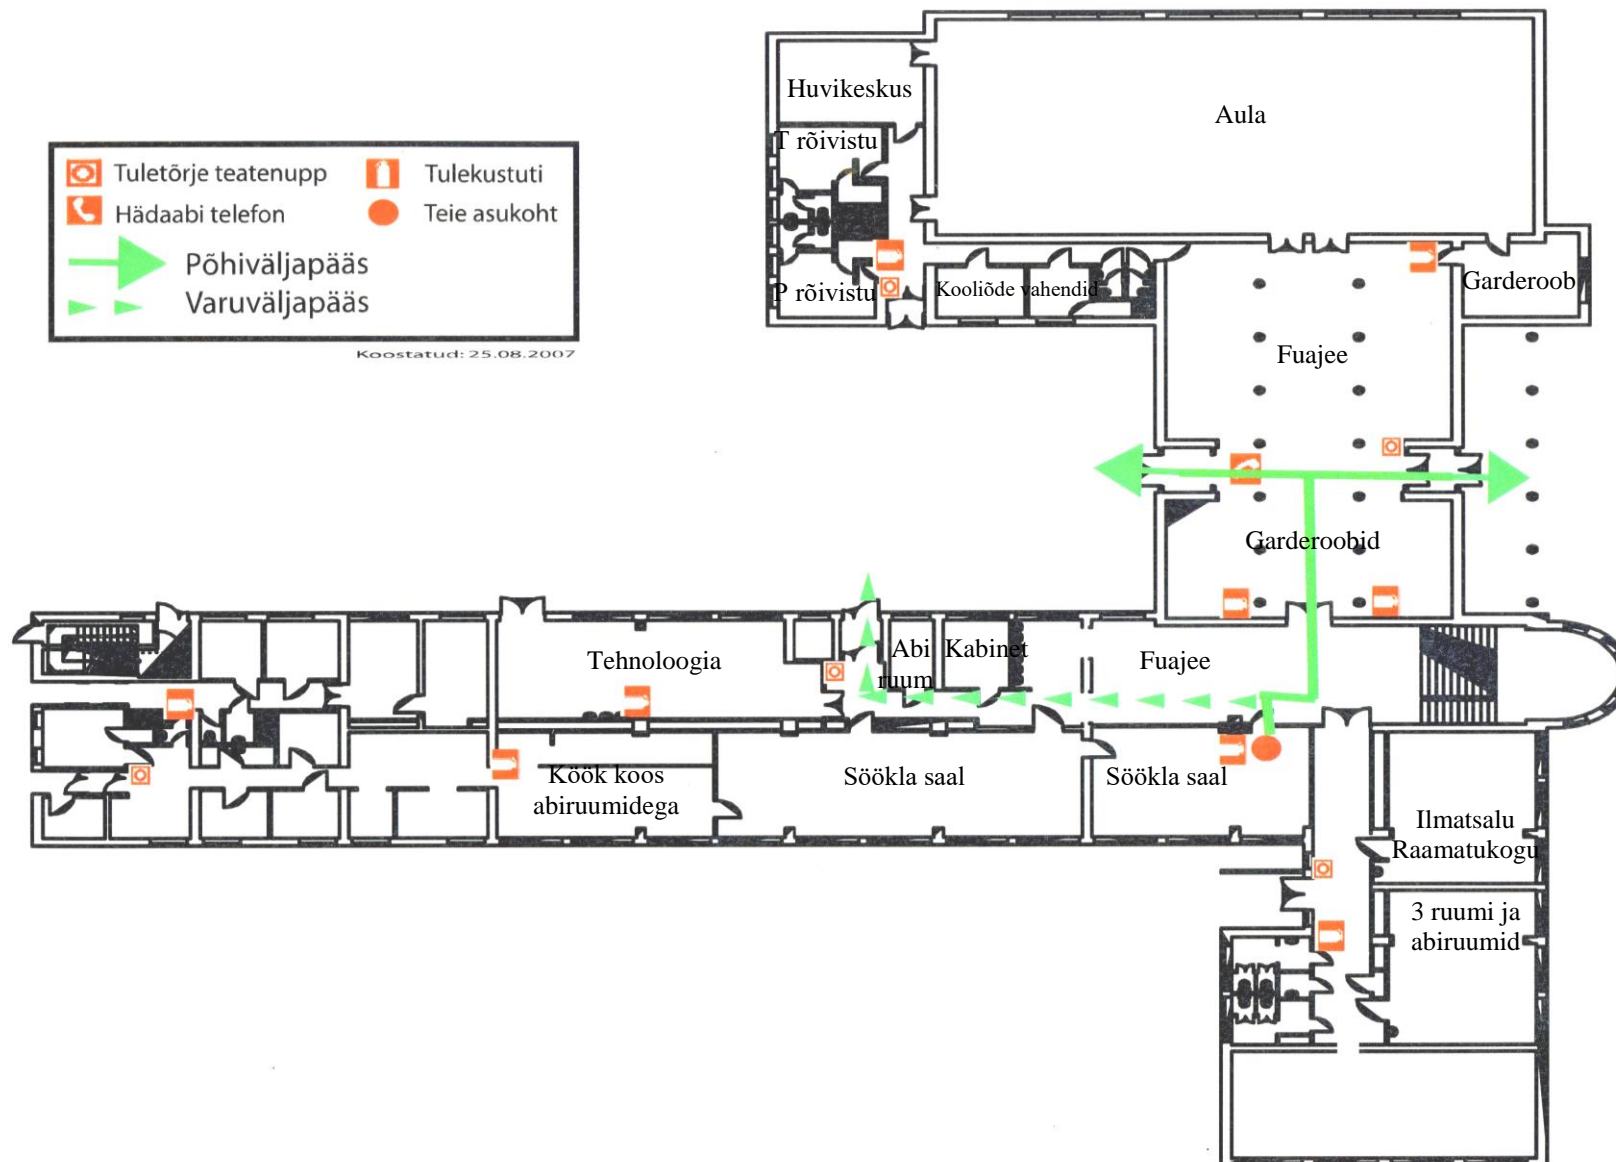 Tuletõrje teatenupp
Tulekustuti
Hädaabi telefon
Teie asukoht
Põhiväljapääs
Varuväljapääs
Koostatud: 25.08.2007
Huvikeskus
Aula
T rõivistu
P rõivistu
Kooliõde vahendid
Garderoob
Fuajee
Garderoobid
Tehnoloogia
Abi
ruum
Kabinet
Fuajee
Köök koos
abiruumidega
Söökla saal
Söökla saal
Ilmatsalu
Raamatukogu
3 ruumi ja
abiruumid